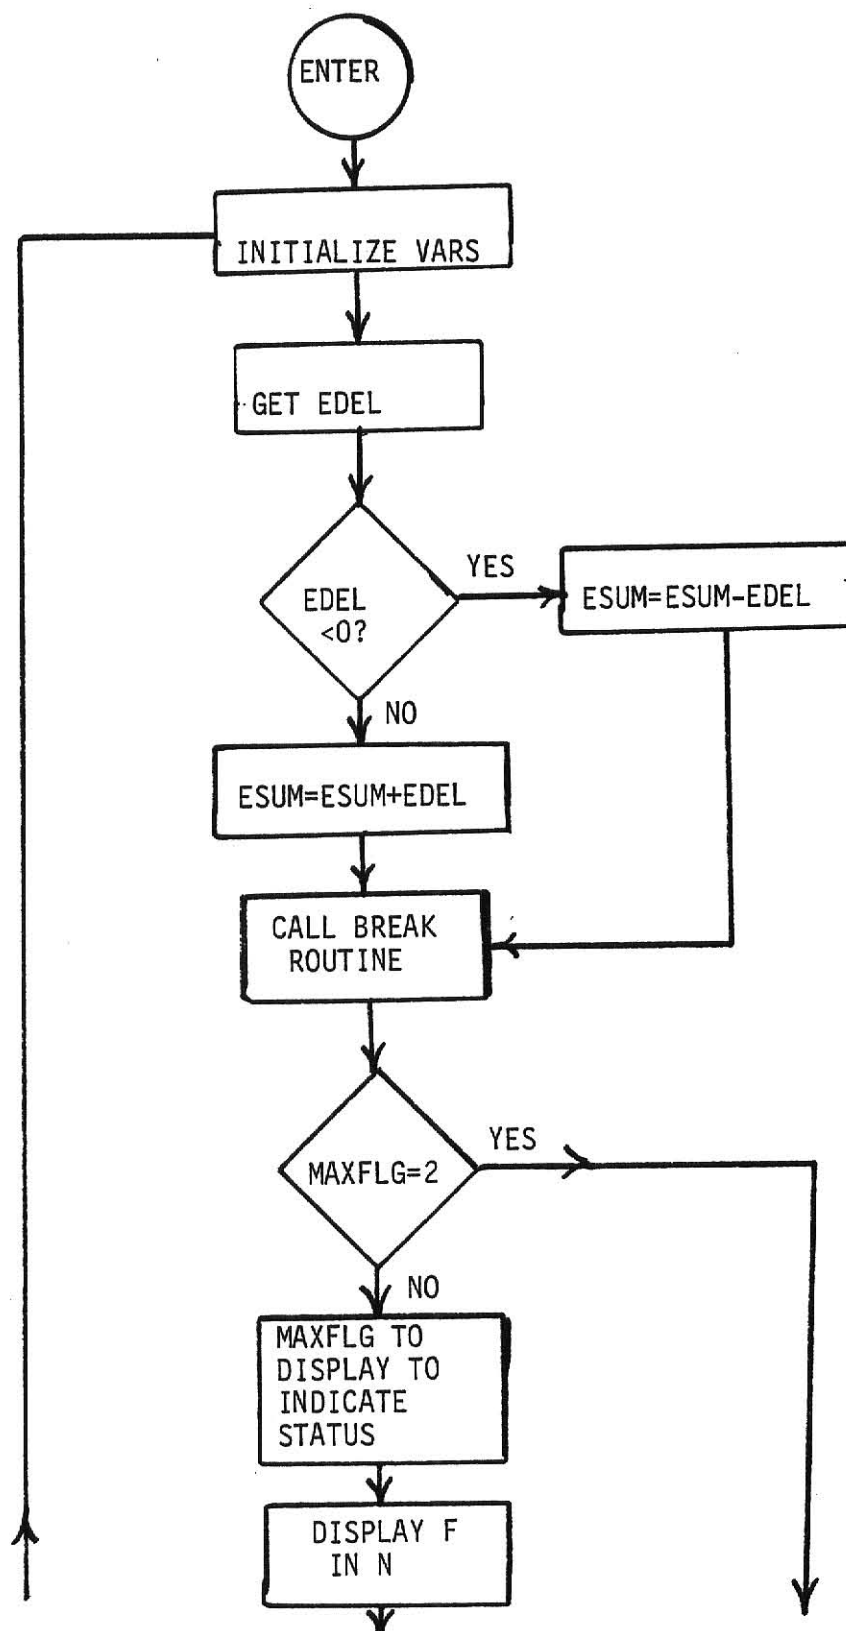 ENTER
INITIALIZE VARS
GET EDEL
EDEL
<0?
YES
ESUM=ESUM-EDEL
NO
ESUM=ESUM+EDEL
CALL BREAK
ROUTINE
MAXFLG=2
YES
NO
MAXFLG TO
DISPLAY TO
INDICATE
STATUS
DISPLAY F
IN N